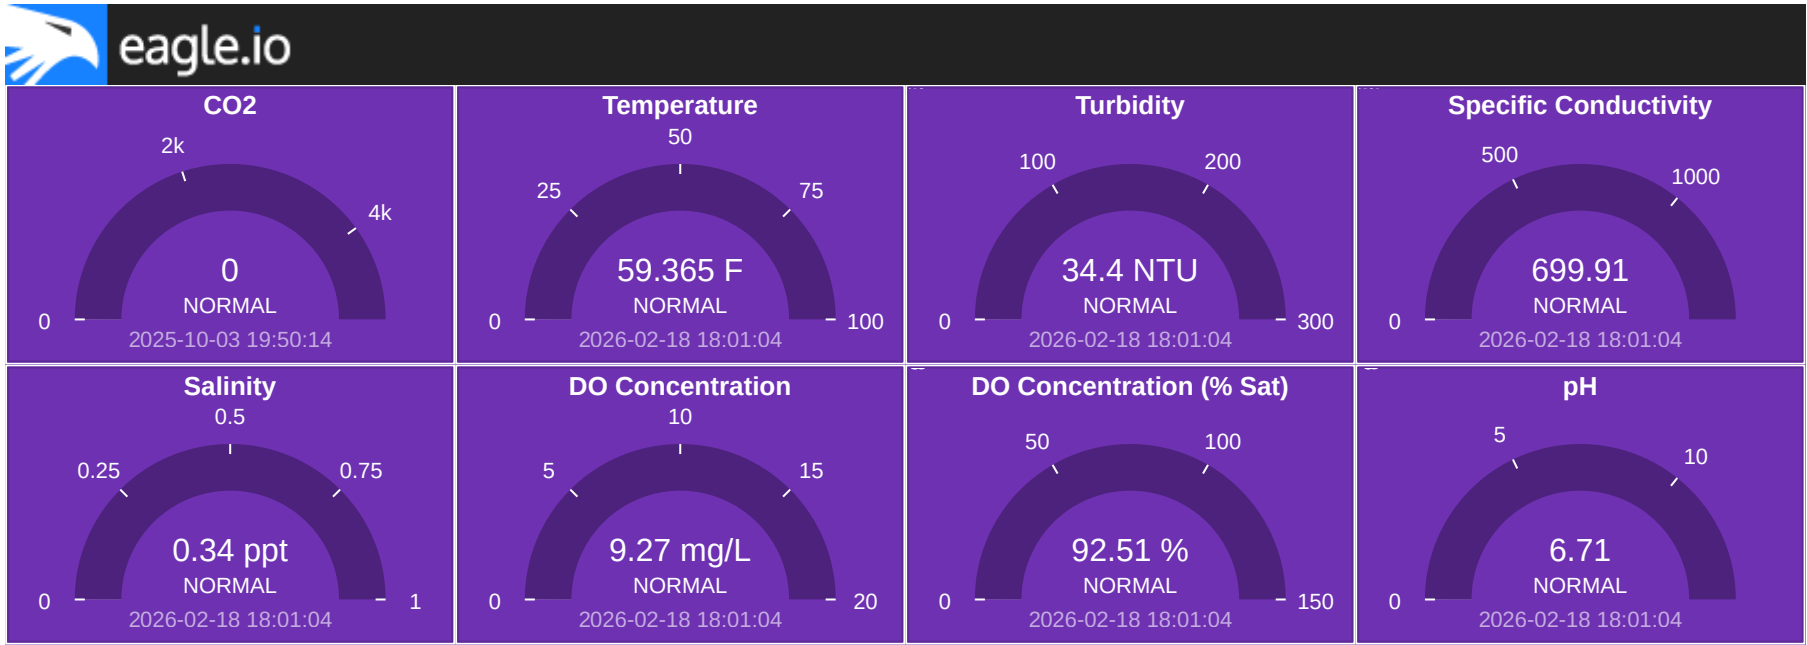 eagle.io
CO2
2k
4k
0
0
NORMAL
2025-10-03 19:50:14
Temperature
50
25
75
59.365 F
NORMAL
0
100
2026-02-18 18:01:04
Turbidity
100
200
34.4 NTU
NORMAL
0
300
2026-02-18 18:01:04
Specific Conductivity
500
1000
699.91
NORMAL
0
2026-02-18 18:01:04
Salinity
0.5
0.25
0.75
0.34 ppt
NORMAL
0
1
2026-02-18 18:01:04
DO Concentration
10
5
15
9.27 mg/L
NORMAL
0
20
2026-02-18 18:01:04
DO Concentration (% Sat)
50
100
92.51 %
NORMAL
0
150
2026-02-18 18:01:04
pH
5
10
6.71
NORMAL
0
2026-02-18 18:01:04